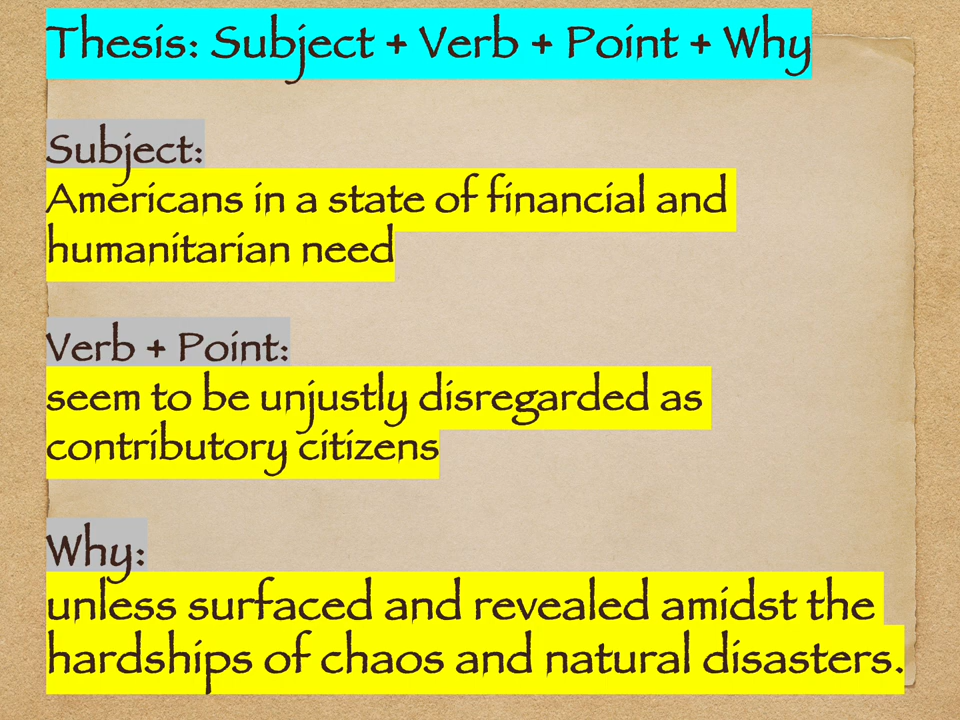 Thesis: Subject + Verb + Point + Why
Subject:
Americans in a state of financial and
humanitarian need
Verb + Point:
seem to be unjustly disregarded as
contributory citizens
Why:
unless surfaced and revealed amidst the
hardships of chaos and natural disasters.